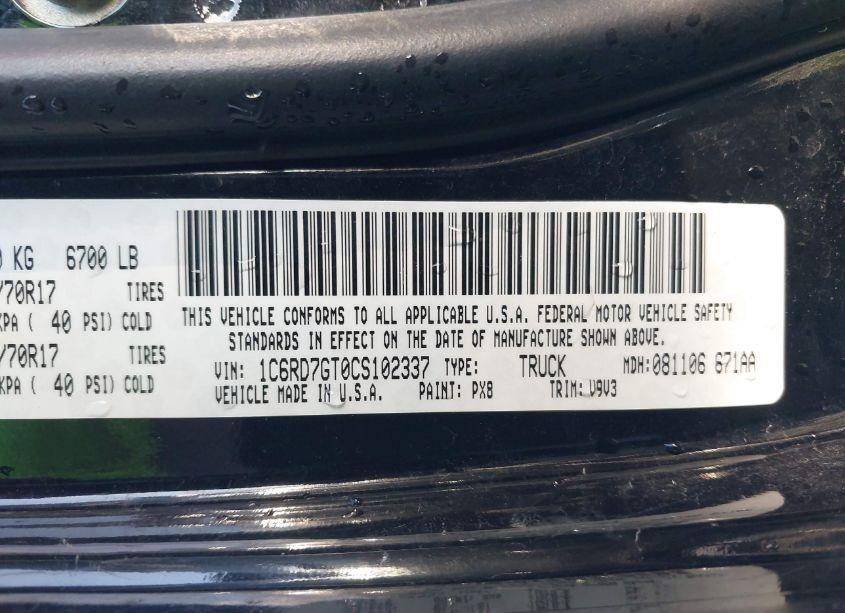 KG 6700 LB
/70R17 TIRES
KPA ( 40 PSI) COLD
/70R17 TIRES
KPA ( 40 PSI) COLD
THIS VEHICLE CONFORMS TO ALL APPLICABLE U.S.A. FEDERAL MOTOR VEHICLE SAFETY
STANDARDS IN EFFECT ON THE DATE OF MANUFACTURE SHOWN ABOVE.
VIN: 1C6RD7GT0CS102337 TYPE: TRUCK MDH:081106 671AA
VEHICLE MADE IN U.S.A. PAINT: PX8 TRIM: V9V3